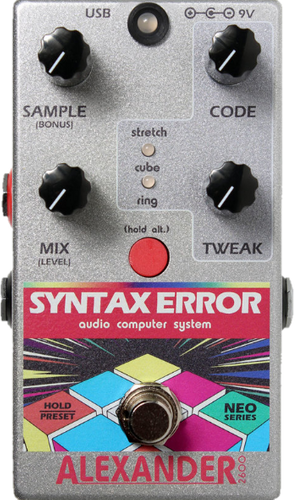 USB
9V
SAMPLE
(BONUS)
CODE
stretch
cube
ring
MIX
(LEVEL)
(hold alt.)
TWEAK
SYNTAX ERROR
audio computer system
HOLD
PRESET
NEO
SERIES
ALEXANDER
2600